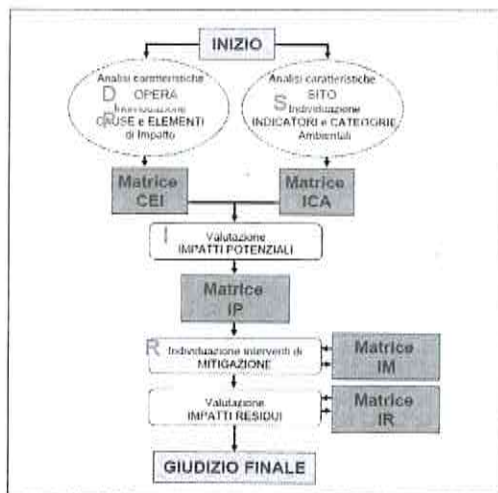 INIZIO
Analisi caratteristiche
D OPERA
Individuazione
R
CAUSE e ELEMENTI
di Impatto
Analisi caratteristiche
SITO
S Individuazione
INDICATORI e CATEGORIE
Ambientali
Matrice
CEI
Matrice
ICA
I Valutazione
IMPATTI POTENZIALI
Matrice
IP
R Individuazione interventi di
MITIGAZIONE
Matrice
IM
Valutazione
IMPATTI RESIDUI
Matrice
IR
GIUDIZIO FINALE